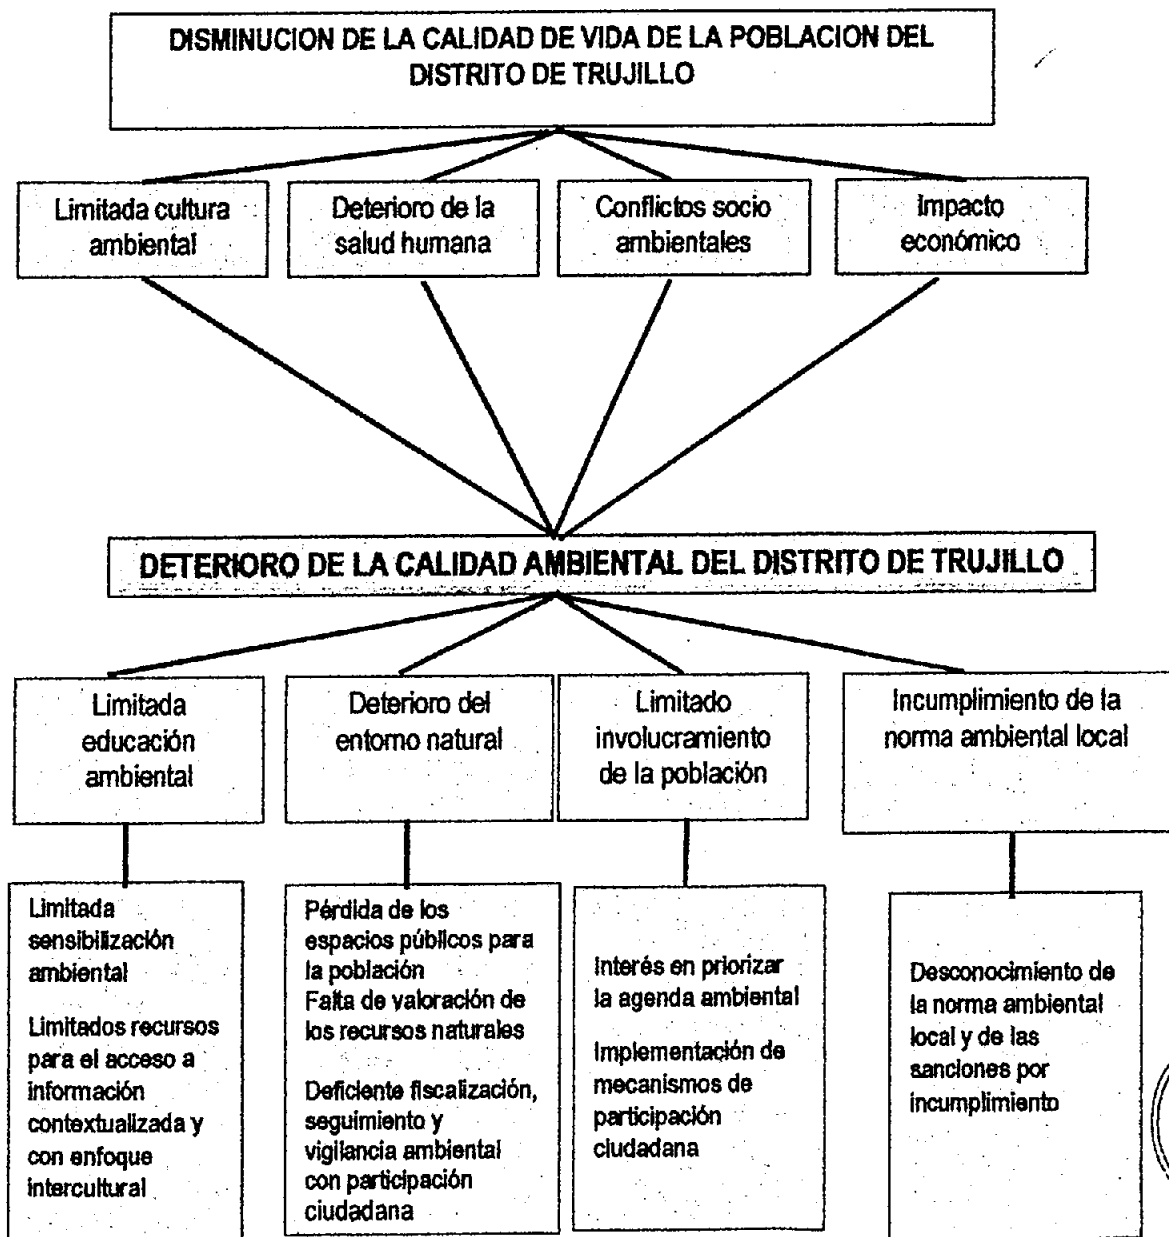 DISMINUCION DE LA CALIDAD DE VIDA DE LA POBLACION DEL
DISTRITO DE TRUJILLO
Limitada cultura
ambiental
Deterioro de la
salud humana
Conflictos socio
ambientales
Impacto
económico
DETERIORO DE LA CALIDAD AMBIENTAL DEL DISTRITO DE TRUJILLO
Limitada
educación
ambiental
Deterioro del
entorno natural
Limitado
involucramiento
de la población
Incumplimiento de la
norma ambiental local
Limitada
sensibilización
ambiental
Limitados recursos
para el acceso a
información
contextualizada y
con enfoque
intercultural
Pérdida de los
espacios públicos para
la población
Falta de valoración de
los recursos naturales
Deficiente fiscalización,
seguimiento y
vigilancia ambiental
con participación
ciudadana
Interés en priorizar
la agenda ambiental
Implementación de
mecanismos de
participación
ciudadana
Desconocimiento de
la norma ambiental
local y de las
sanciones por
incumplimiento